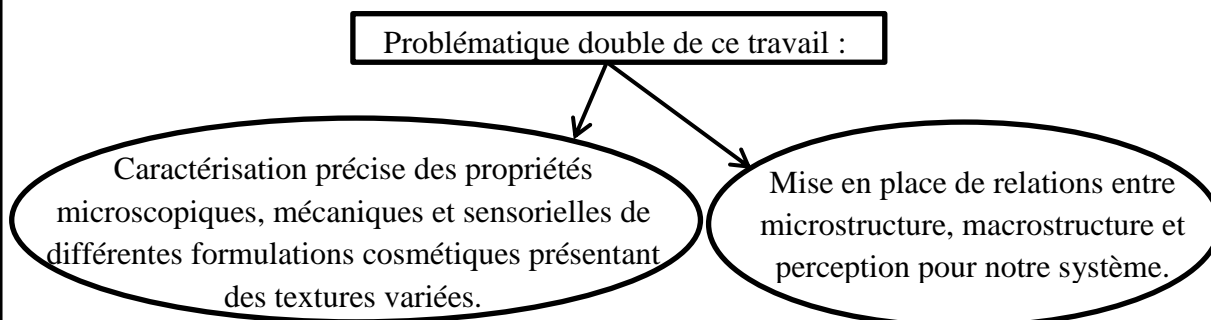 Problématique double de ce travail :
Caractérisation précise des propriétés
microscopiques, mécaniques et sensorielles de
différentes formulations cosmétiques présentant
des textures variées.
Mise en place de relations entre
microstructure, macrostructure et
perception pour notre système.